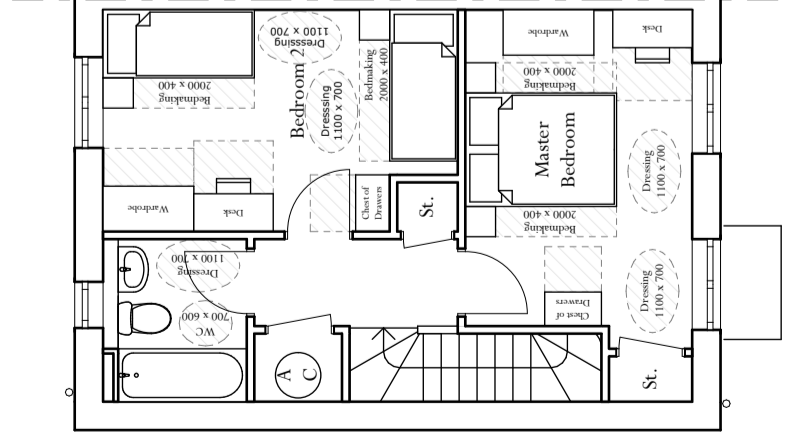 Dresssing
1100 x 700
Bedroom 2
Bedmaking
2000 x 400
Dresssing
1100 x 700
Bedmaking
2000 x 400
Wardrobe
Desk
Chest of
Drawers
St.
Wardrobe
Desk
Bedmaking
2000 x 400
Master
Bedroom
Dressing
1100 x 700
Bedmaking
2000 x 400
Dressing
1100 x 700
Chest of
Drawers
Dressing
1100 x 700
WC
700 x 600
A
C
St.